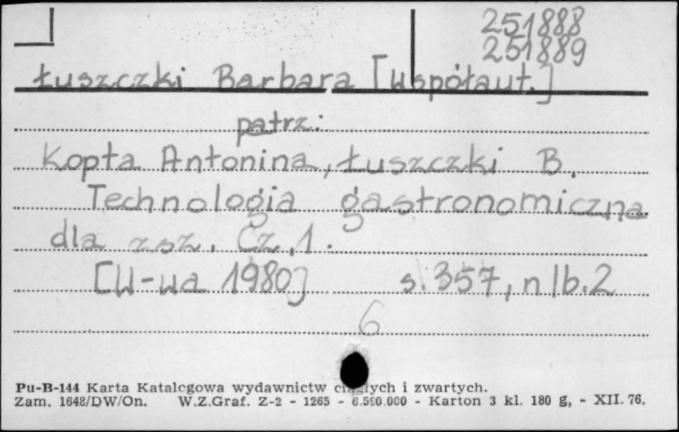 251888
251889
Łuszczki Barbara [współaut.]
patrz:
Kopta Antonina, Łuszczki B.
Technologia gastronomiczna
dla zsz. Cz. 1.
[W-wa 1980] s. 357, nlb. 2
6
Pu-B-144 Karta Katalogowa wydawnictw ciągłych i zwartych.
Zam. 1648/DW/On. W.Z.Graf. Z-2 - 1265 - 6.590.000 - Karton 3 kl. 180 g, - XII. 76.